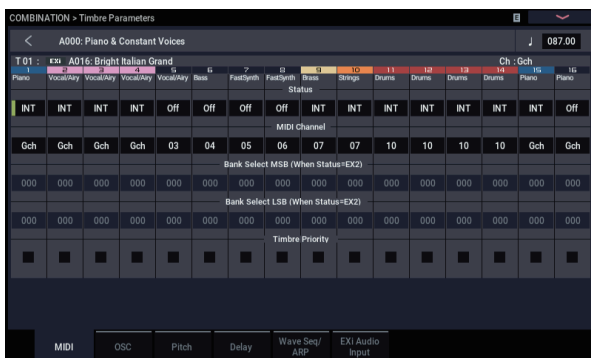 COMBINATION > Timbre Parameters E
A000: Piano & Constant Voices ♩ 087.00
T 01 : EXi A016: Bright Italian Grand Ch : Gch
1 2 3 4 5 6 7 8 9 10 11 12 13 14 15 16
Piano Vocal/Airy Vocal/Airy Vocal/Airy Vocal/Airy Bass FastSynth FastSynth Brass Strings Drums Drums Drums Drums Piano Piano
Status
INT INT INT INT Off Off Off Off INT INT INT INT INT INT INT Off
MIDI Channel
Gch Gch Gch Gch 03 04 05 06 07 07 10 10 10 10 Gch Gch
Bank Select MSB (When Status=EX2)
000 000 000 000 000 000 000 000 000 000 000 000 000 000 000 000
Bank Select LSB (When Status=EX2)
000 000 000 000 000 000 000 000 000 000 000 000 000 000 000 000
Timbre Priority
MIDI OSC Pitch Delay Wave Seq/ EXi Audio
ARP Input